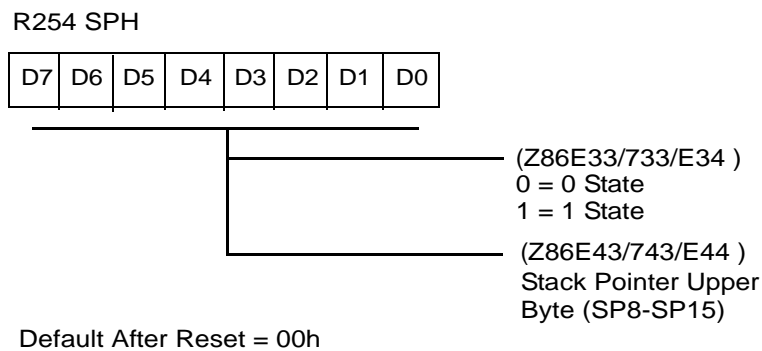 R254 SPH
D7 D6 D5 D4 D3 D2 D1 D0
(Z86E33/733/E34 )
0 = 0 State
1 = 1 State
(Z86E43/743/E44 )
Stack Pointer Upper
Byte (SP8-SP15)
Default After Reset = 00h